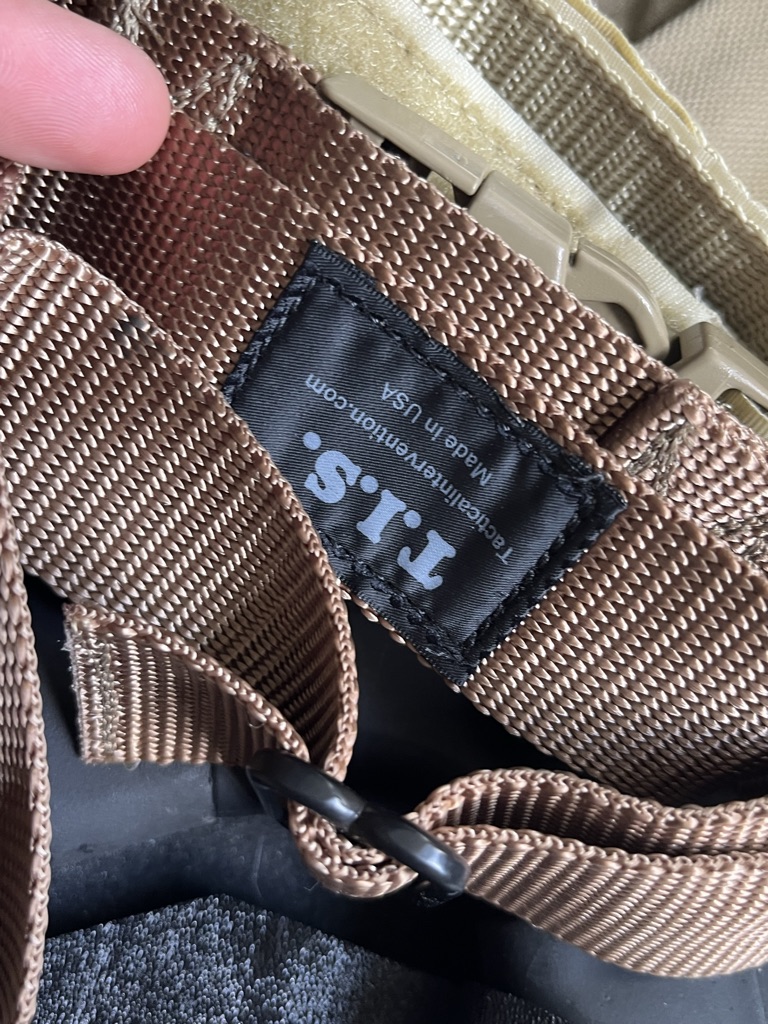 T.I.S.
Tacticalintervention.com
Made In USA